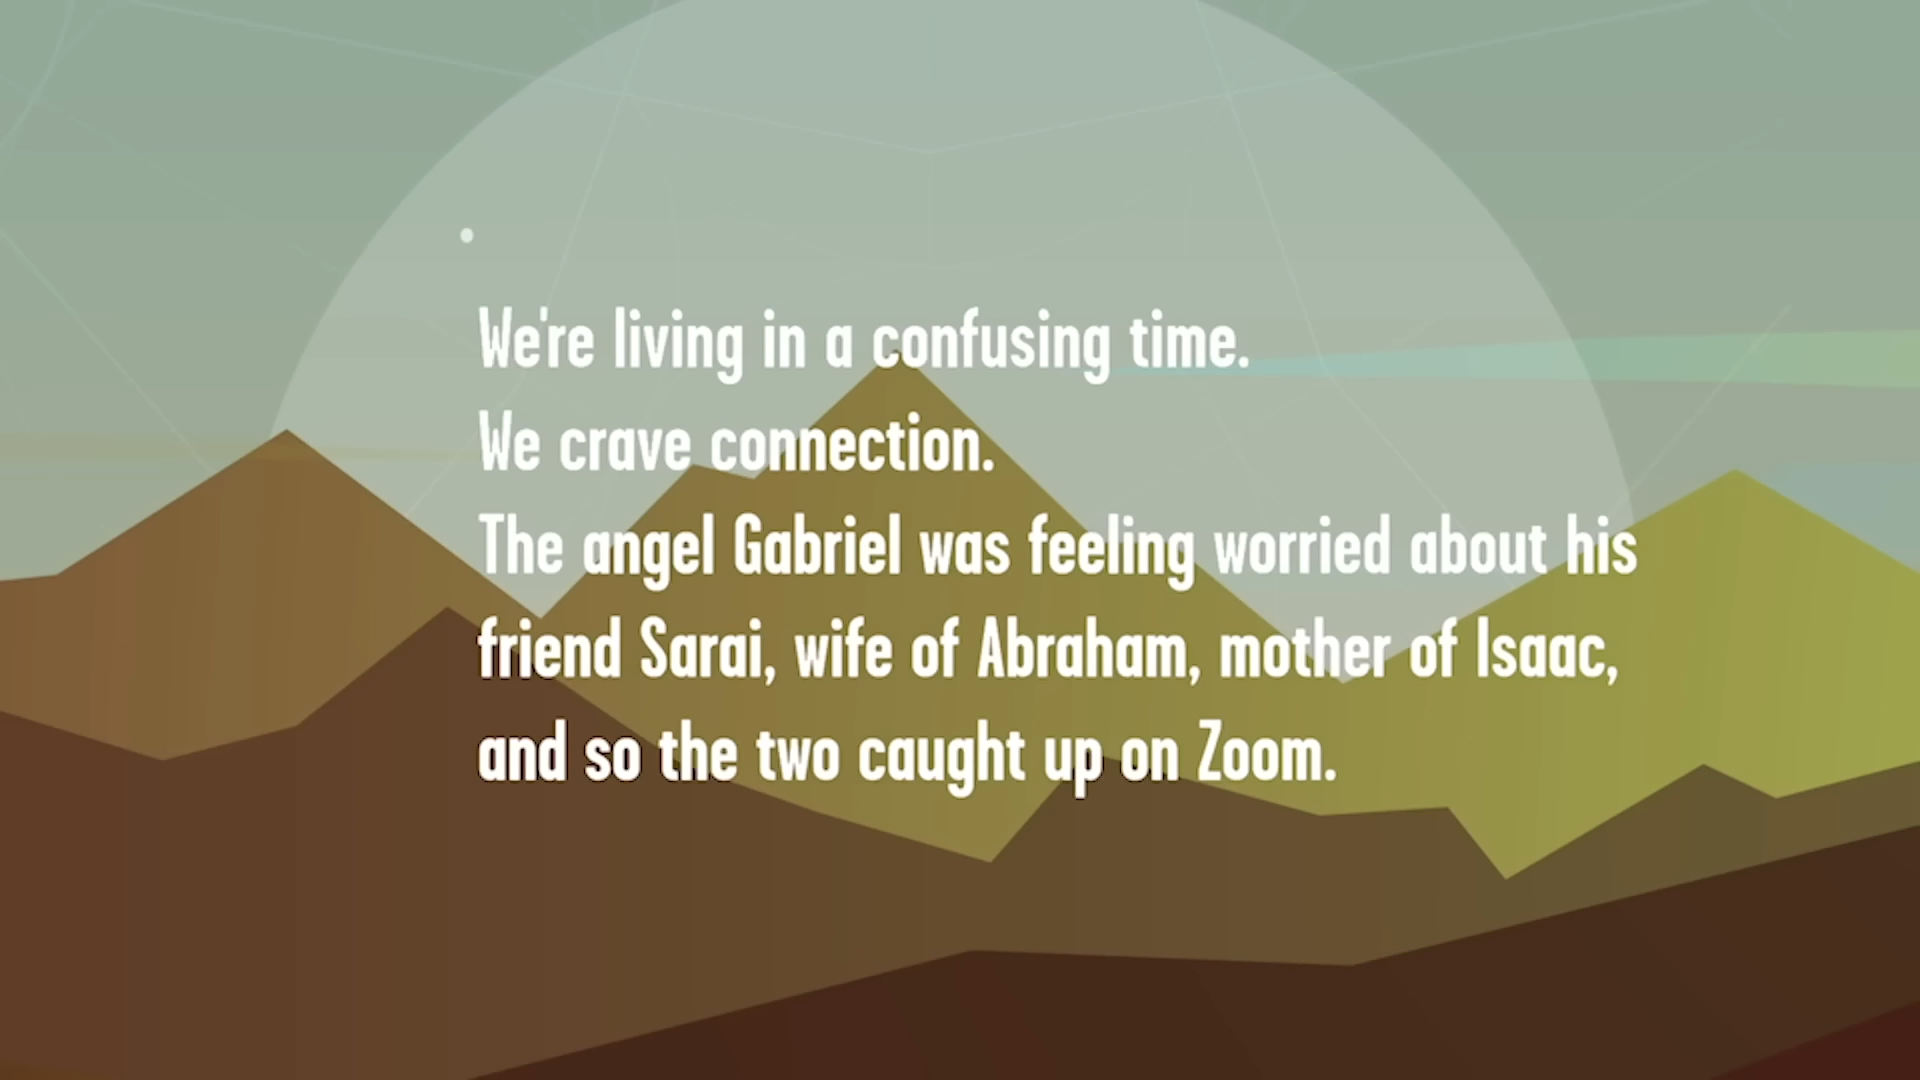 We're living in a confusing time.
We crave connection.
The angel Gabriel was feeling worried about his
friend Sarai, wife of Abraham, mother of Isaac,
and so the two caught up on Zoom.